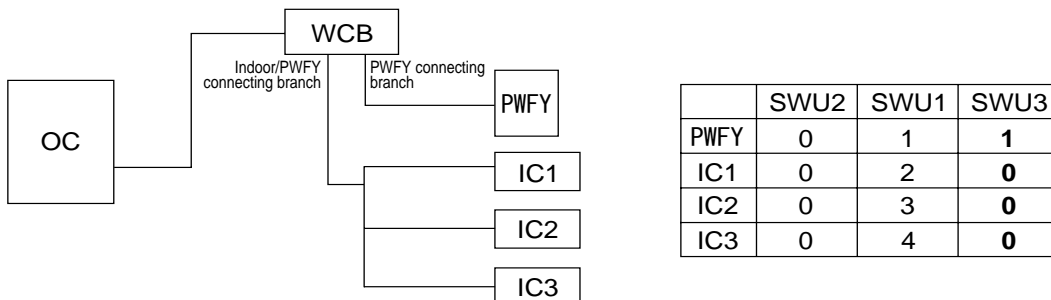 WCB
Indoor/PWFY
connecting branch
PWFY connecting
branch
OC
PWFY
IC1
IC2
IC3
SWU2 SWU1 SWU3
PWFY 0 1 1
IC1 0 2 0
IC2 0 3 0
IC3 0 4 0